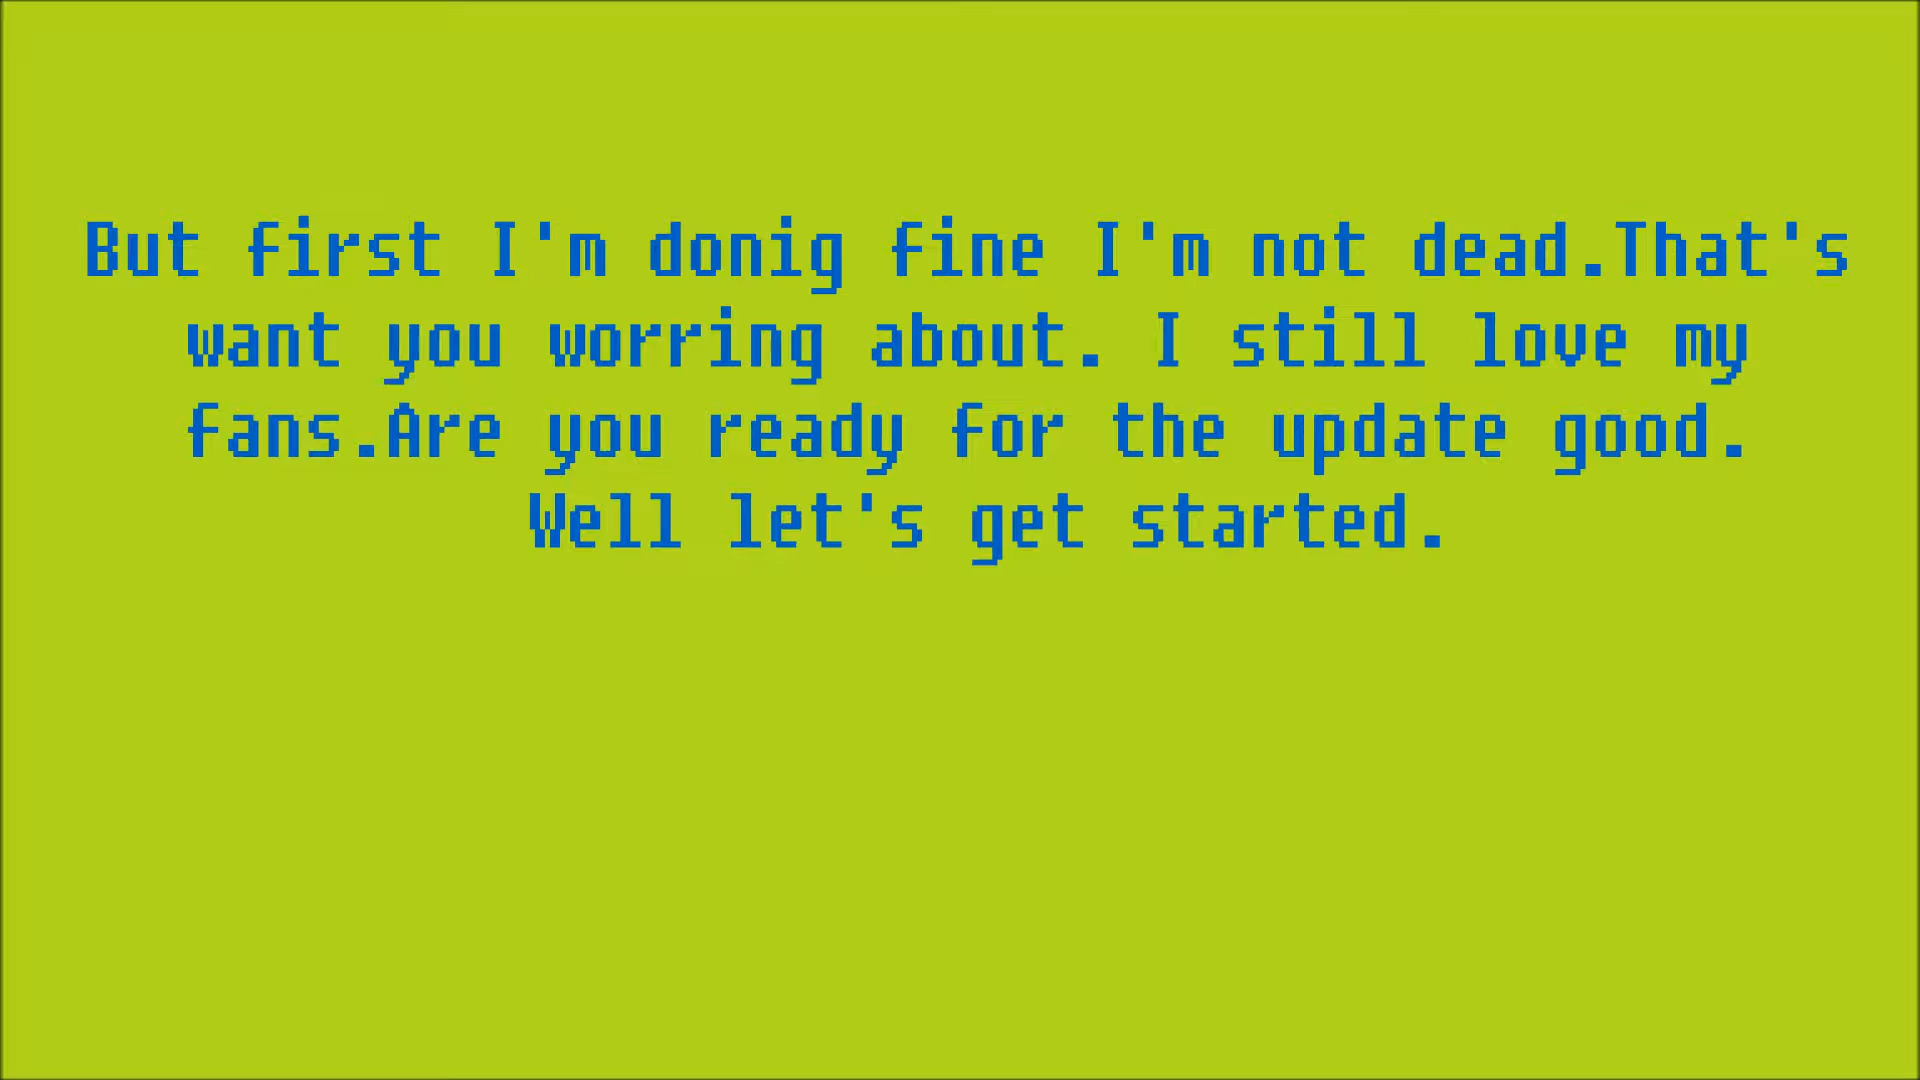 But first I'm donig fine I'm not dead.That's
want you worring about. I still love my
fans.Are you ready for the update good.
Well let's get started.